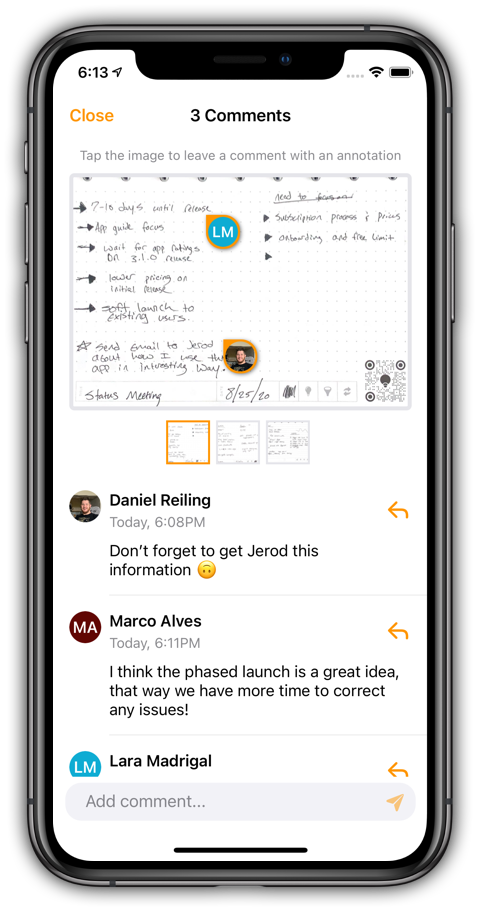 6:13
Close
3 Comments
Tap the image to leave a comment with an annotation
7-10 days until release
App guide focus
wait for app ratings
on 3.1.0 release
lower pricing on
initial release
soft launch to
existing users.
Send Email to Jerod
about how I use the
app in Intresting Way.
need to focus on
Subscription process & prices
onboarding and free limit
LM
Status Meeting
8/25/20
Daniel Reiling
Today, 6:08PM
Don’t forget to get Jerod this
information 🙃
MA
Marco Alves
Today, 6:11PM
I think the phased launch is a great idea,
that way we have more time to correct
any issues!
LM
Lara Madrigal
Add comment...